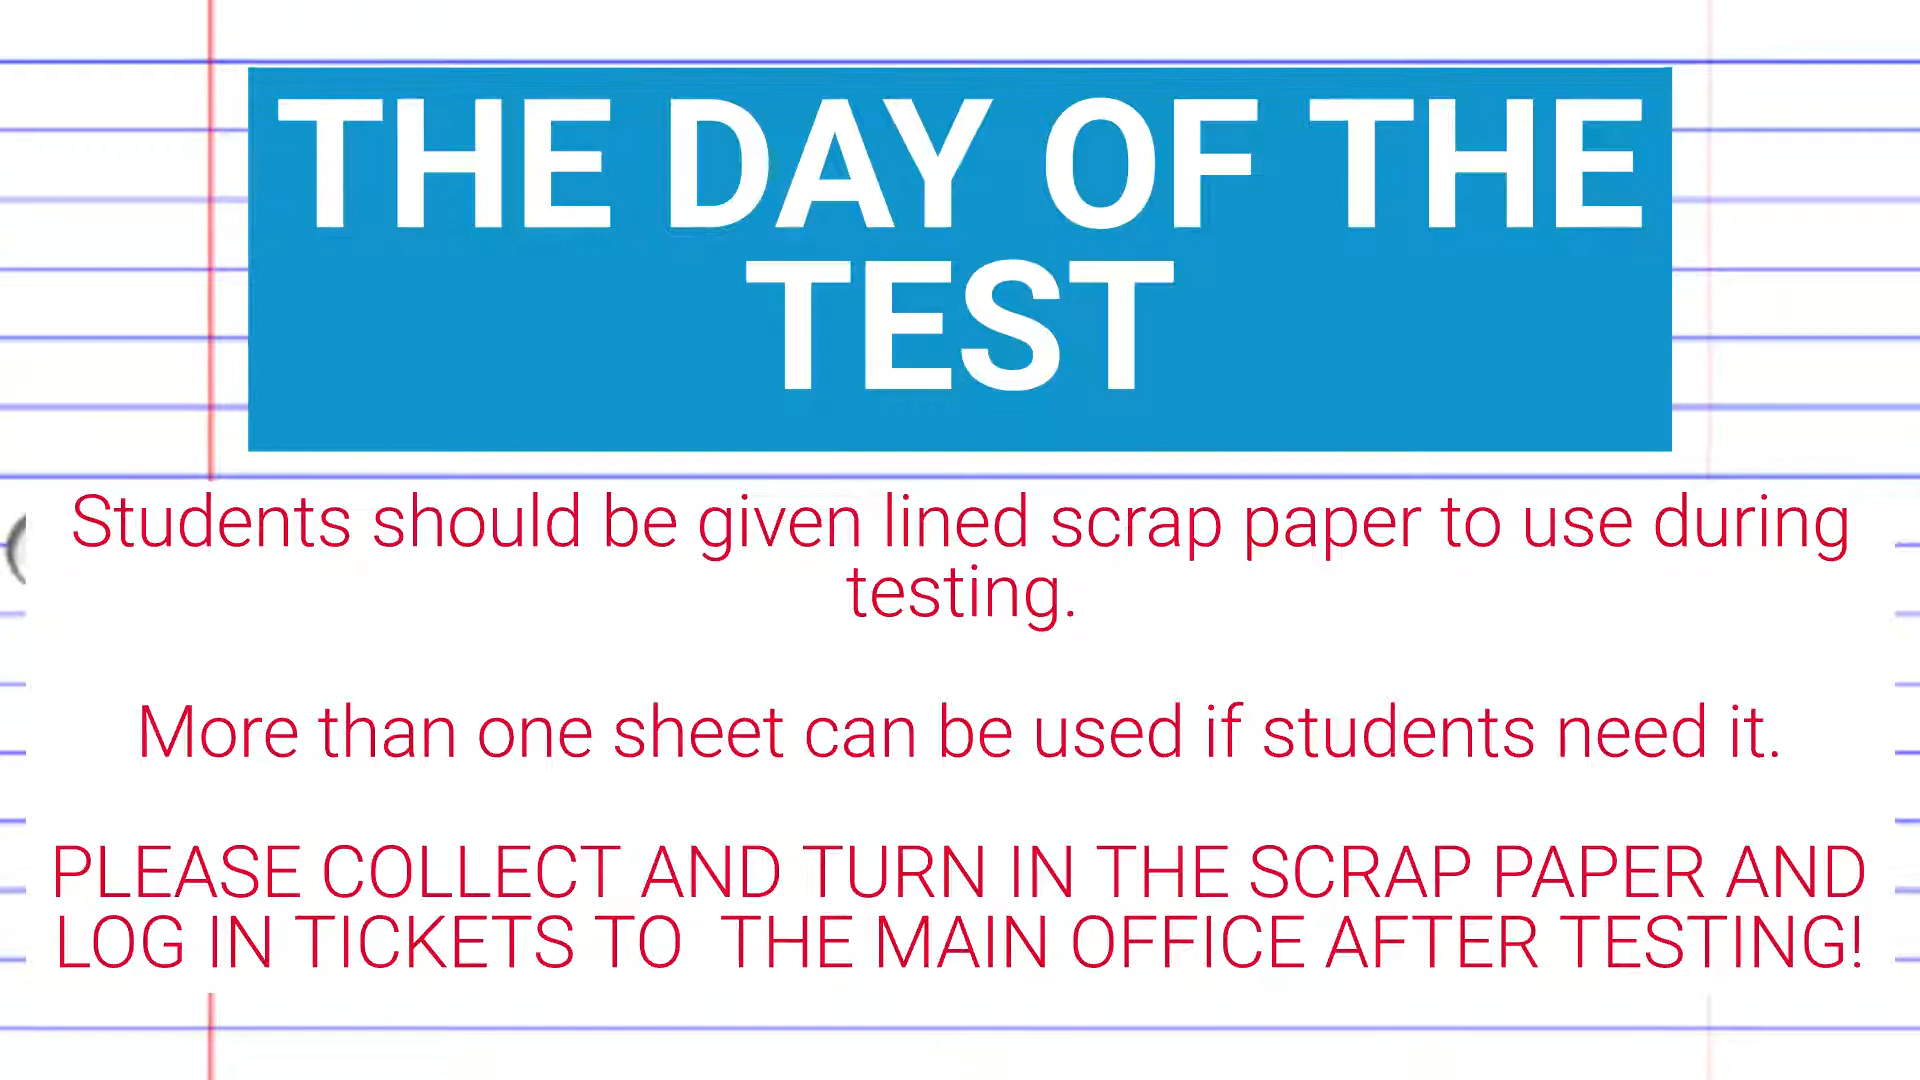 THE DAY OF THE
TEST
Students should be given lined scrap paper to use during
testing.
More than one sheet can be used if students need it.
PLEASE COLLECT AND TURN IN THE SCRAP PAPER AND
LOG IN TICKETS TO  THE MAIN OFFICE AFTER TESTING!